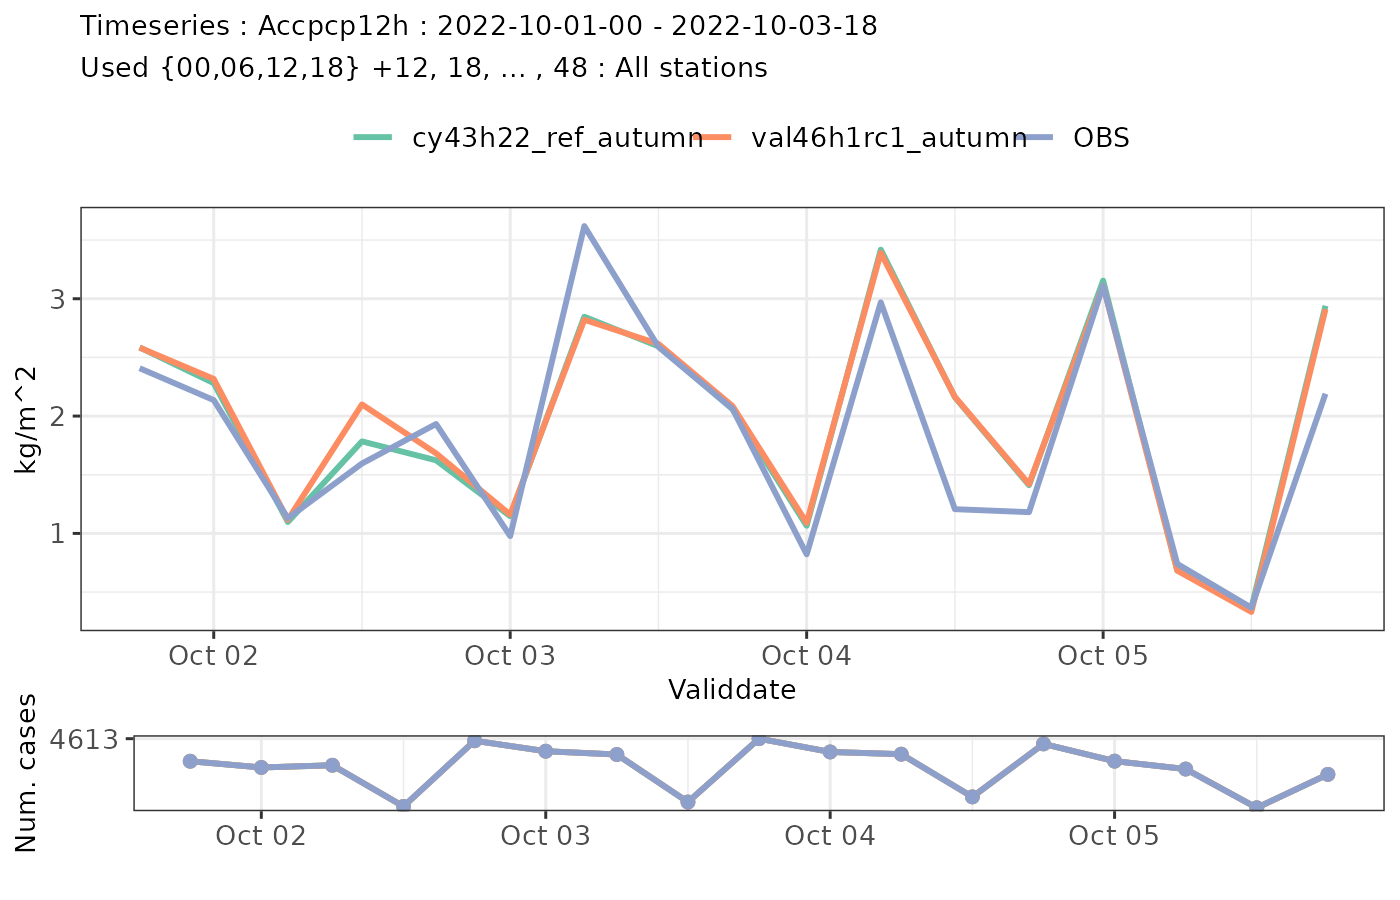 Timeseries : Accpcp12h : 2022-10-01-00 - 2022-10-03-18
Used {00,06,12,18} +12, 18, ... , 48 : All stations
cy43h22_ref_autumn val46h1rc1_autumn OBS
kg/m^2
3
2
1
Oct 02 Oct 03 Oct 04 Oct 05
Validdate
Num. cases
4613
Oct 02 Oct 03 Oct 04 Oct 05